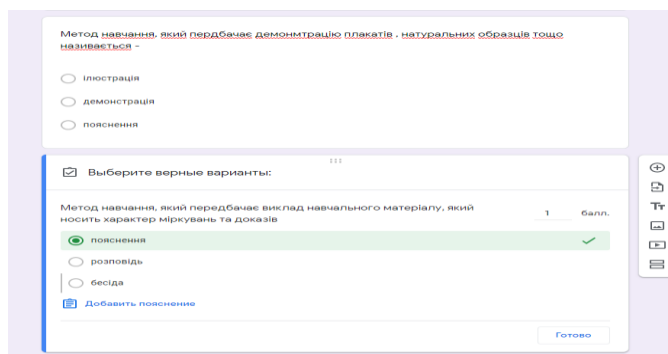 Метод навчання, який пердбачає демонмтрацію плакатів , натуральних образців тощо
називається -
ілюстрація
демонстрація
пояснення
Выберите верные варианты:
Метод навчання, який передбачає виклад навчального матеріалу, який
носить характер міркувань та доказів
1 балл.
пояснення
розповідь
бесіда
Добавить пояснение
Готово
Тт